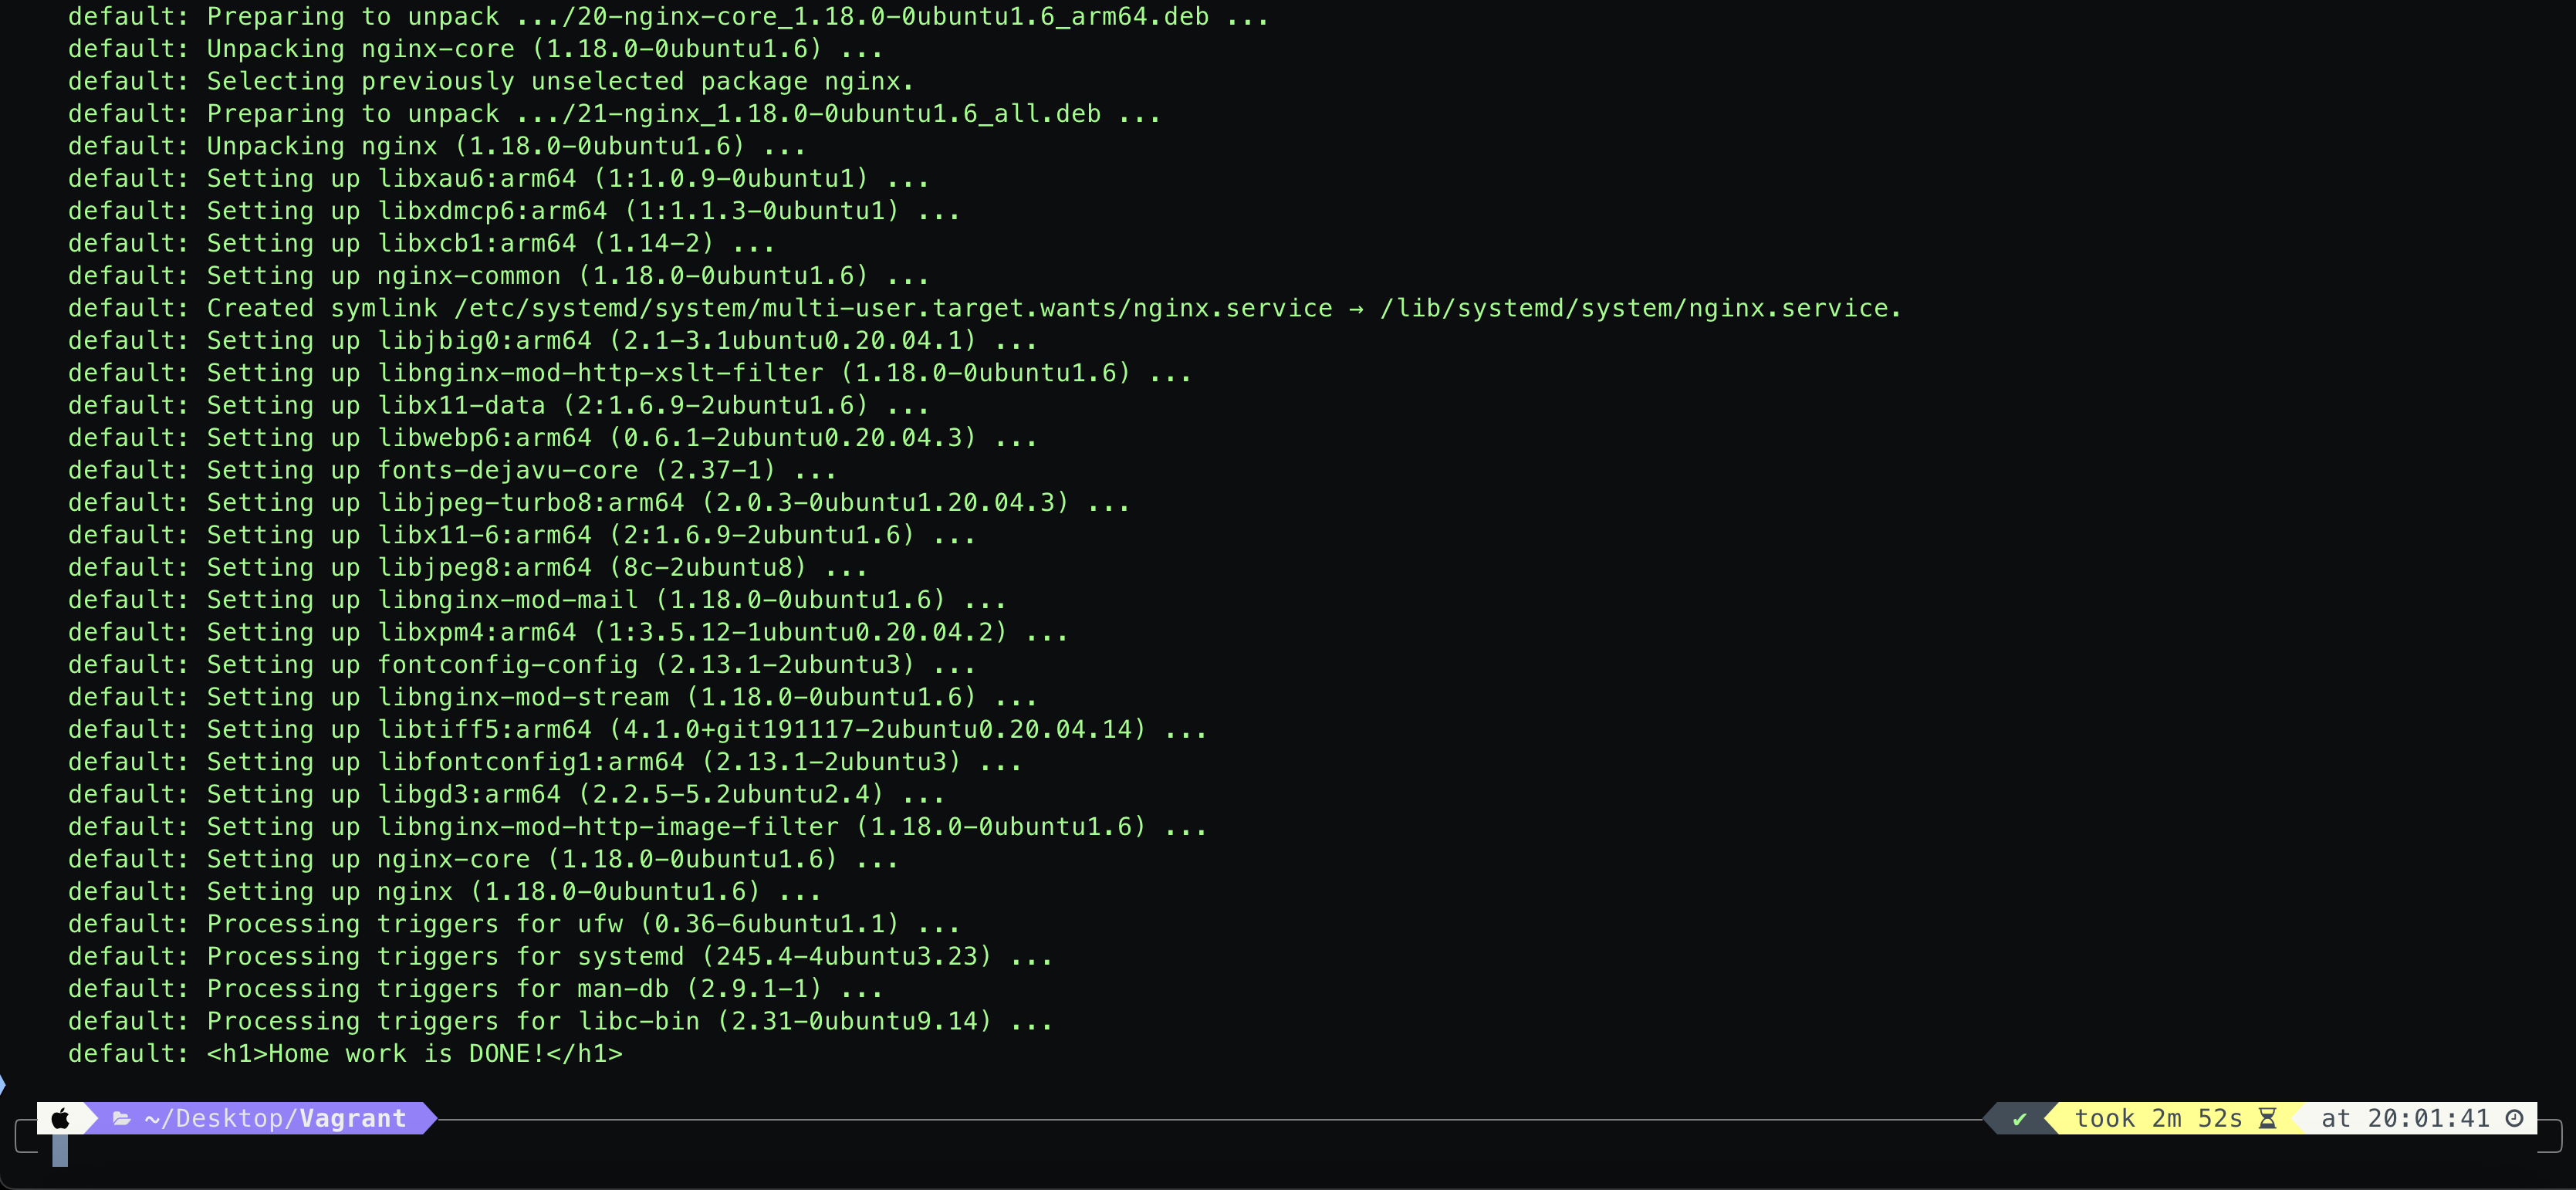 default: Preparing to unpack .../20-nginx-core_1.18.0-0ubuntu1.6_arm64.deb ...
default: Unpacking nginx-core (1.18.0-0ubuntu1.6) ...
default: Selecting previously unselected package nginx.
default: Preparing to unpack .../21-nginx_1.18.0-0ubuntu1.6_all.deb ...
default: Unpacking nginx (1.18.0-0ubuntu1.6) ...
default: Setting up libxau6:arm64 (1:1.0.9-0ubuntu1) ...
default: Setting up libxdmcp6:arm64 (1:1.1.3-0ubuntu1) ...
default: Setting up libxcb1:arm64 (1.14-2) ...
default: Setting up nginx-common (1.18.0-0ubuntu1.6) ...
default: Created symlink /etc/systemd/system/multi-user.target.wants/nginx.service → /lib/systemd/system/nginx.service.
default: Setting up libjbig0:arm64 (2.1-3.1ubuntu0.20.04.1) ...
default: Setting up libnginx-mod-http-xslt-filter (1.18.0-0ubuntu1.6) ...
default: Setting up libx11-data (2:1.6.9-2ubuntu1.6) ...
default: Setting up libwebp6:arm64 (0.6.1-2ubuntu0.20.04.3) ...
default: Setting up fonts-dejavu-core (2.37-1) ...
default: Setting up libjpeg-turbo8:arm64 (2.0.3-0ubuntu1.20.04.3) ...
default: Setting up libx11-6:arm64 (2:1.6.9-2ubuntu1.6) ...
default: Setting up libjpeg8:arm64 (8c-2ubuntu8) ...
default: Setting up libnginx-mod-mail (1.18.0-0ubuntu1.6) ...
default: Setting up libxpm4:arm64 (1:3.5.12-1ubuntu0.20.04.2) ...
default: Setting up fontconfig-config (2.13.1-2ubuntu3) ...
default: Setting up libnginx-mod-stream (1.18.0-0ubuntu1.6) ...
default: Setting up libtiff5:arm64 (4.1.0+git191117-2ubuntu0.20.04.14) ...
default: Setting up libfontconfig1:arm64 (2.13.1-2ubuntu3) ...
default: Setting up libgd3:arm64 (2.2.5-5.2ubuntu2.4) ...
default: Setting up libnginx-mod-http-image-filter (1.18.0-0ubuntu1.6) ...
default: Setting up nginx-core (1.18.0-0ubuntu1.6) ...
default: Setting up nginx (1.18.0-0ubuntu1.6) ...
default: Processing triggers for ufw (0.36-6ubuntu1.1) ...
default: Processing triggers for systemd (245.4-4ubuntu3.23) ...
default: Processing triggers for man-db (2.9.1-1) ...
default: Processing triggers for libc-bin (2.31-0ubuntu9.14) ...
default: <h1>Home work is DONE!</h1>
~/Desktop/Vagrant ✔ took 2m 52s at 20:01:41